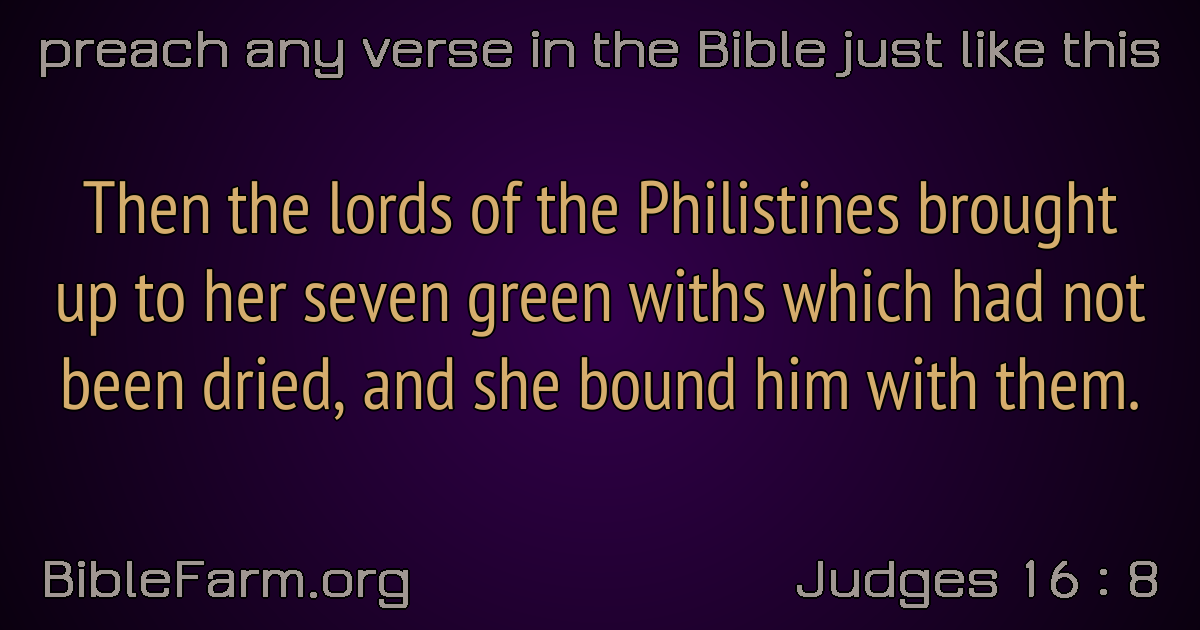 preach any verse in the Bible just like this
Then the lords of the Philistines brought
up to her seven green withs which had not
been dried, and she bound him with them.
BibleFarm.org
Judges 16 : 8